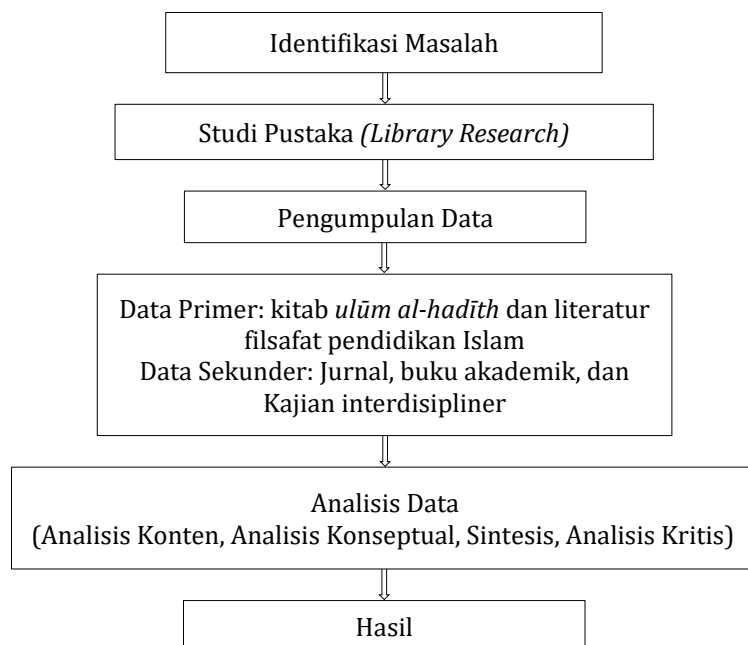 Identifikasi Masalah
Studi Pustaka (Library Research)
Pengumpulan Data
Data Primer: kitab ulūm al-hadīth dan literatur
filsafat pendidikan Islam
Data Sekunder: Jurnal, buku akademik, dan
Kajian interdisipliner
Analisis Data
(Analisis Konten, Analisis Konseptual, Sintesis, Analisis Kritis)
Hasil